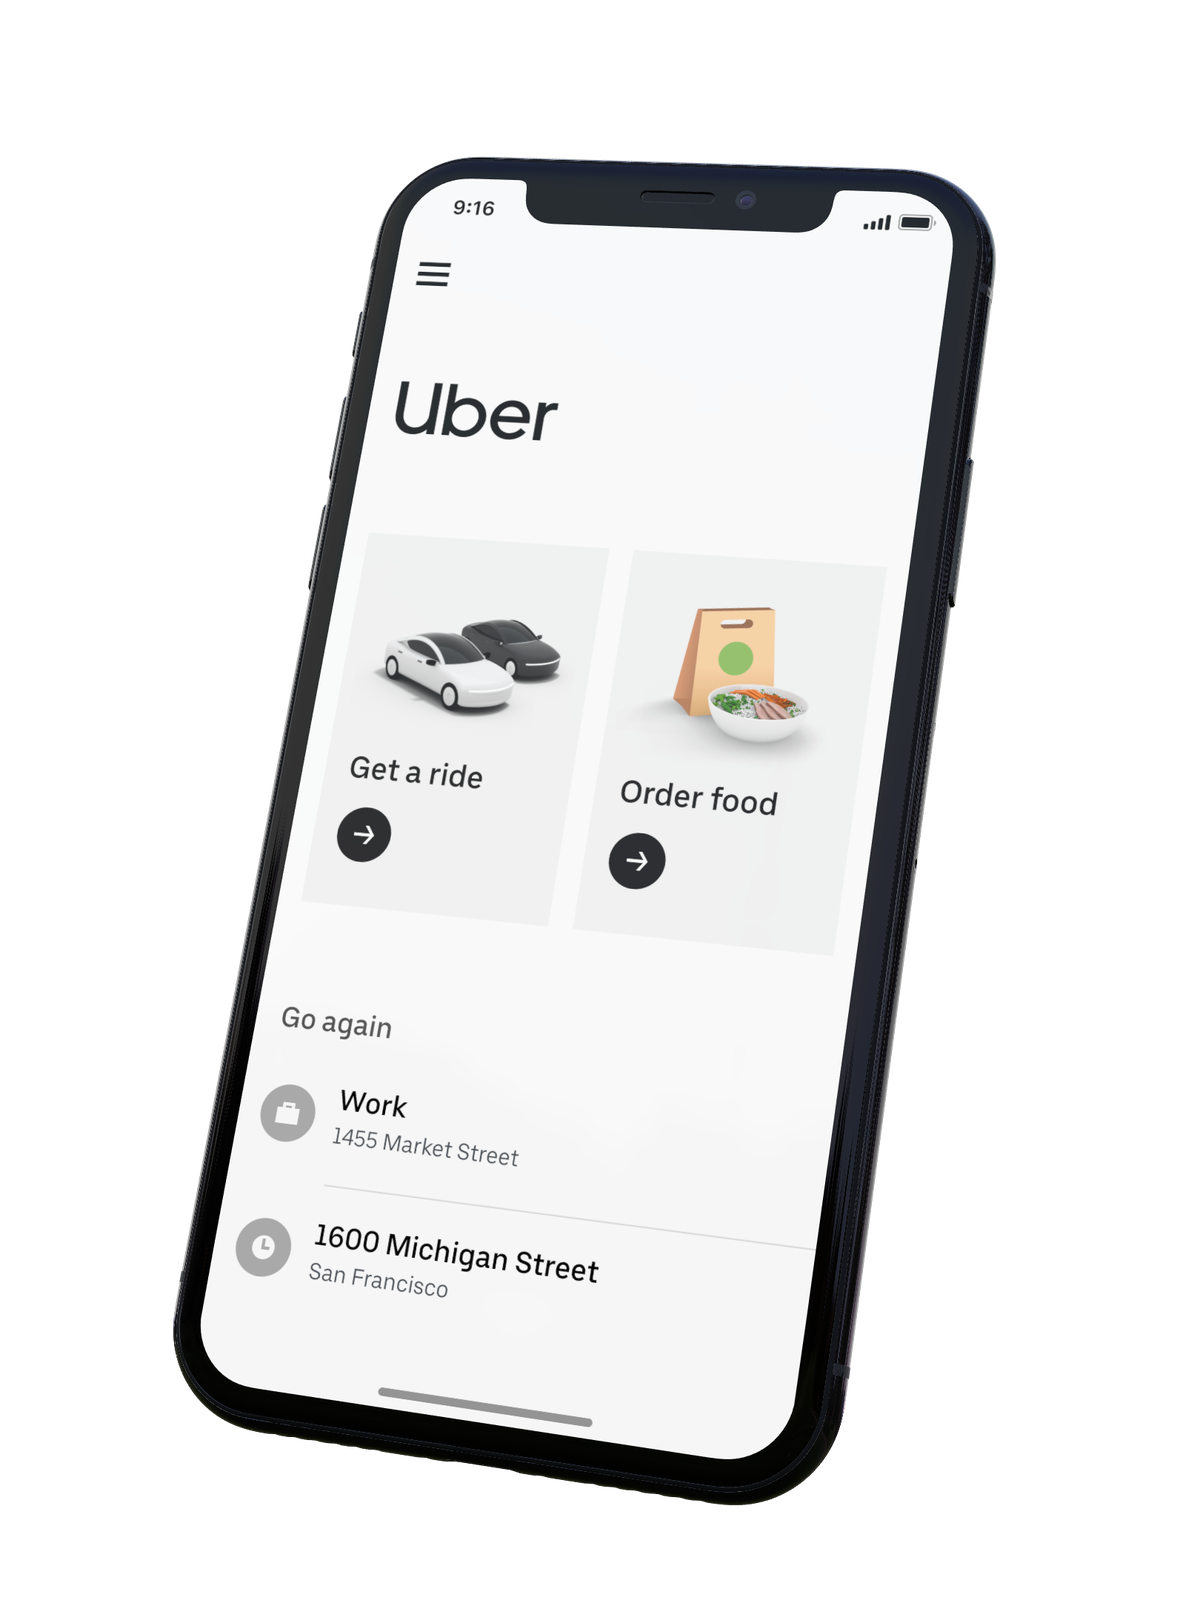 9:16
Uber
Get a ride
Order food
Go again
Work
1455 Market Street
1600 Michigan Street
San Francisco